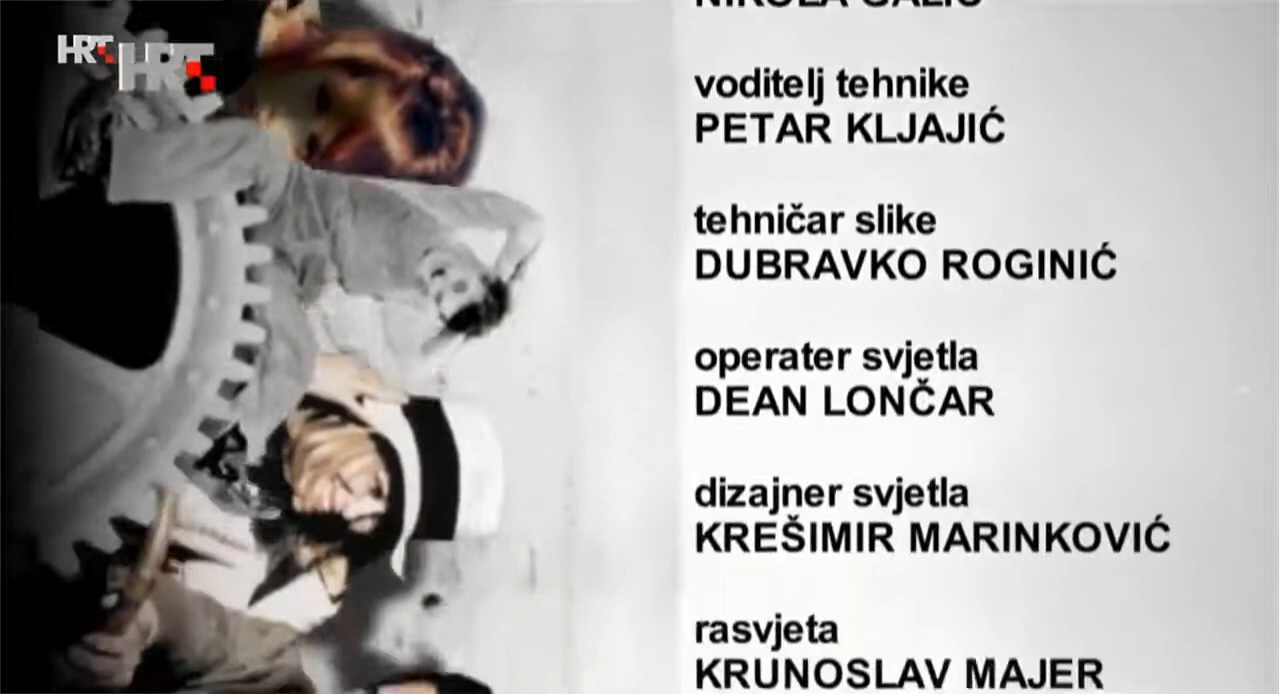 HRT HRT
voditelj tehnike
PETAR KLJAJIĆ
tehničar slike
DUBRAVKO ROGINIĆ
operater svjetla
DEAN LONČAR
dizajner svjetla
KREŠIMIR MARINKOVIĆ
rasvjeta
KRUNOSLAV MAJER